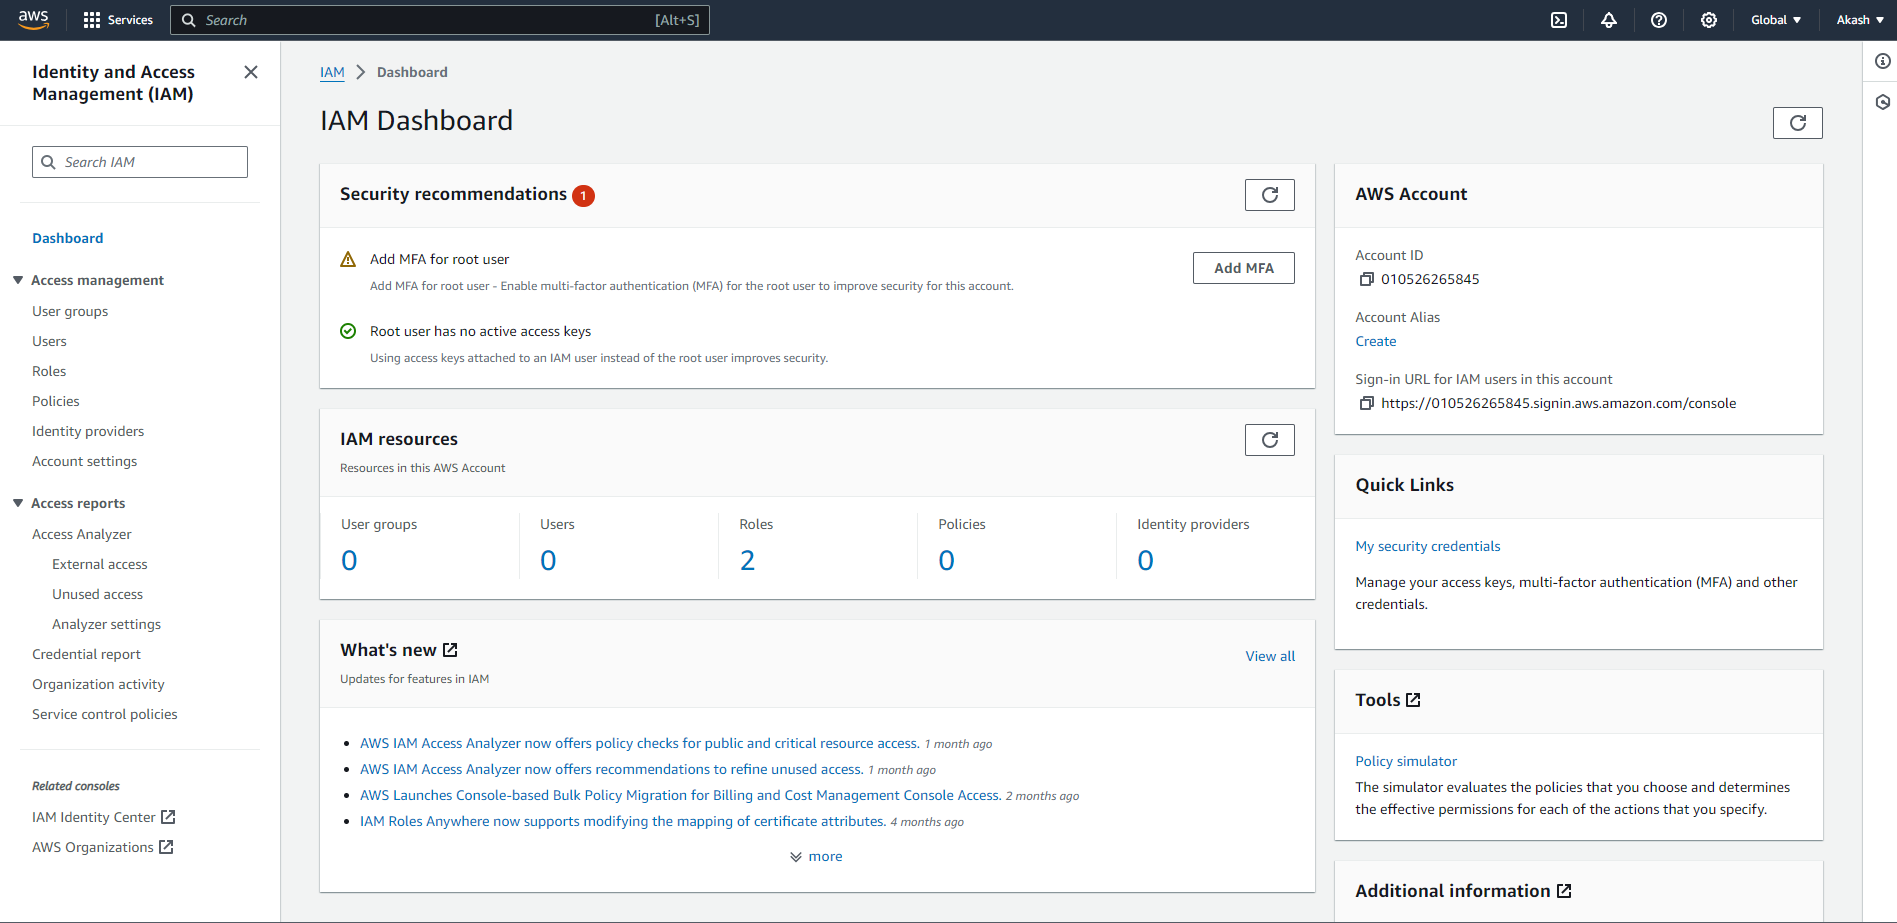 aws
Services
Search
[Alt+S]
Global
Akash
Identity and Access
Management (IAM)
Search IAM
Dashboard
Access management
User groups
Users
Roles
Policies
Identity providers
Account settings
Access reports
Access Analyzer
External access
Unused access
Analyzer settings
Credential report
Organization activity
Service control policies
Related consoles
IAM Identity Center
AWS Organizations
IAM
Dashboard
IAM Dashboard
Security recommendations 1
Add MFA for root user
Add MFA for root user - Enable multi-factor authentication (MFA) for the root user to improve security for this account.
Add MFA
Root user has no active access keys
Using access keys attached to an IAM user instead of the root user improves security.
IAM resources
Resources in this AWS Account
User groups
0
Users
0
Roles
2
Policies
0
Identity providers
0
What's new
View all
Updates for features in IAM
AWS IAM Access Analyzer now offers policy checks for public and critical resource access. 1 month ago
AWS IAM Access Analyzer now offers recommendations to refine unused access. 1 month ago
AWS Launches Console-based Bulk Policy Migration for Billing and Cost Management Console Access. 2 months ago
IAM Roles Anywhere now supports modifying the mapping of certificate attributes. 4 months ago
more
AWS Account
Account ID
010526265845
Account Alias
Create
Sign-in URL for IAM users in this account
https://010526265845.signin.aws.amazon.com/console
Quick Links
My security credentials
Manage your access keys, multi-factor authentication (MFA) and other
credentials.
Tools
Policy simulator
The simulator evaluates the policies that you choose and determines
the effective permissions for each of the actions that you specify.
Additional information